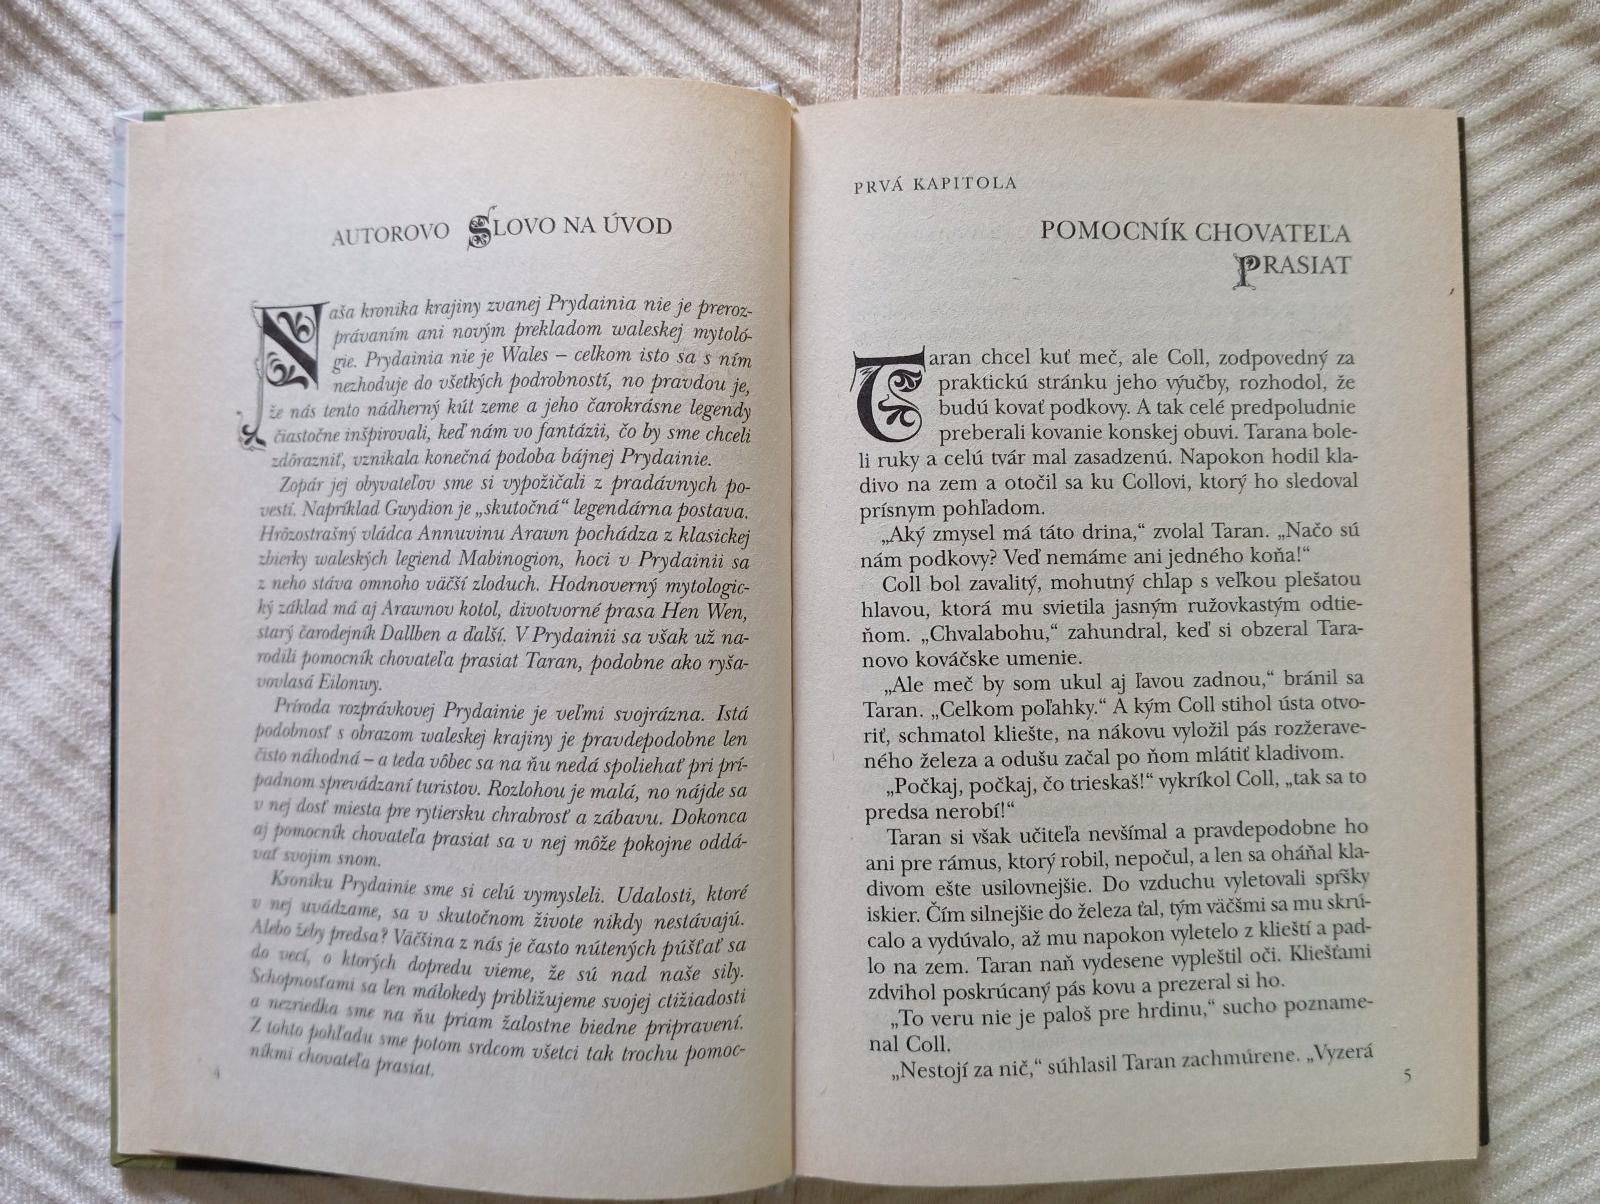 AUTOROVO SLOVO NA ÚVOD
Naša kronika krajiny zvanej Prydainia nie je preroz-
právaním ani novým prekladom waleskej mytoló-
gie. Prydainia nie je Wales – celkom isto sa s ním
nezhoduje do všetkých podrobností, no pravdou je,
že nás tento nádherný kút zeme a jeho čarokrásne legendy
čiastočne inšpirovali, keď nám vo fantázii, čo by sme chceli
zdôrazniť, vznikala konečná podoba bájnej Prydainie.
Zopár jej obyvateľov sme si vypožičali z pradávnych po-
vestí. Napríklad Gwydion je „skutočná“ legendárna postava.
Hrôzostrašný vládca Annuvinu Arawn pochádza z klasickej
zbierky waleských legiend Mabinogion, hoci v Prydainii sa
z neho stáva omnoho väčší zloduch. Hodnoverný mytologic-
ký základ má aj Arawnov kotol, divotvorné prasa Hen Wen,
starý čarodejník Dallben a ďalší. V Prydainii sa však už na-
rodili pomocník chovateľa prasiat Taran, podobne ako ryša-
vovlasá Eilonwy.
Príroda rozprávkovej Prydainie je veľmi svojrázna. Istá
podobnosť s obrazom waleskej krajiny je pravdepodobne len
čisto náhodná – a teda vôbec sa na ňu nedá spoliehať pri prí-
padnom sprevádzaní turistov. Rozlohou je malá, no nájde sa
v nej dosť miesta pre rytiersku chrabrosť a zábavu. Dokonca
aj pomocník chovateľa prasiat sa v nej môže pokojne oddá-
vať svojim snom.
Kroniku Prydainie sme si celú vymysleli. Udalosti, ktoré
v nej uvádzame, sa v skutočnom živote nikdy nestávajú.
Alebo žeby predsa? Väčšina z nás je často nútených púšťať sa
do vecí, o ktorých dopredu vieme, že sú nad naše sily.
Schopnosťami sa len málokedy približujeme svojej ctižiadosti
a nezriedka sme na ňu priam žalostne biedne pripravení.
Z tohto pohľadu sme potom srdcom všetci tak trochu pomoc-
níkmi chovateľa prasiat.
4
PRVÁ KAPITOLA
POMOCNÍK CHOVATEĽA
PRASIAT
Taran chcel kuť meč, ale Coll, zodpovedný za
praktickú stránku jeho výučby, rozhodol, že
budú kovať podkovy. A tak celé predpoludnie
preberali kovanie konskej obuvi. Tarana bole-
li ruky a celú tvár mal zasadzenú. Napokon hodil kla-
divo na zem a otočil sa ku Collovi, ktorý ho sledoval
prísnym pohľadom.
„Aký zmysel má táto drina,“ zvolal Taran. „Načo sú
nám podkovy? Veď nemáme ani jedného koňa!“
Coll bol zavalitý, mohutný chlap s veľkou plešatou
hlavou, ktorá mu svietila jasným ružovkastým odtie-
ňom. „Chvalabohu,“ zahundral, keď si obzeral Tara-
novo kováčske umenie.
„Ale meč by som ukul aj ľavou zadnou,“ bránil sa
Taran. „Celkom poľahky.“ A kým Coll stihol ústa otvo-
riť, schmatol kliešte, na nákovu vyložil pás rozžerave-
ného železa a odušu začal po ňom mlátiť kladivom.
„Počkaj, počkaj, čo trieskaš!“ vykríkol Coll, „tak sa to
predsa nerobí!“
Taran si však učiteľa nevšímal a pravdepodobne ho
ani pre rámus, ktorý robil, nepočul, a len sa oháňal kla-
divom ešte usilovnejšie. Do vzduchu vyletovali spŕšky
iskier. Čím silnejšie do železa ťal, tým väčšmi sa mu skrú-
calo a vydúvalo, až mu napokon vyletelo z klieští a pad-
lo na zem. Taran naň vydesene vypleštil oči. Kliešťami
zdvihol poskrúcaný pás kovu a prezeral si ho.
„To veru nie je paloš pre hrdinu,“ sucho pozname-
nal Coll.
„Nestojí za nič,“ súhlasil Taran zachmúrene. „Vyzerá
5